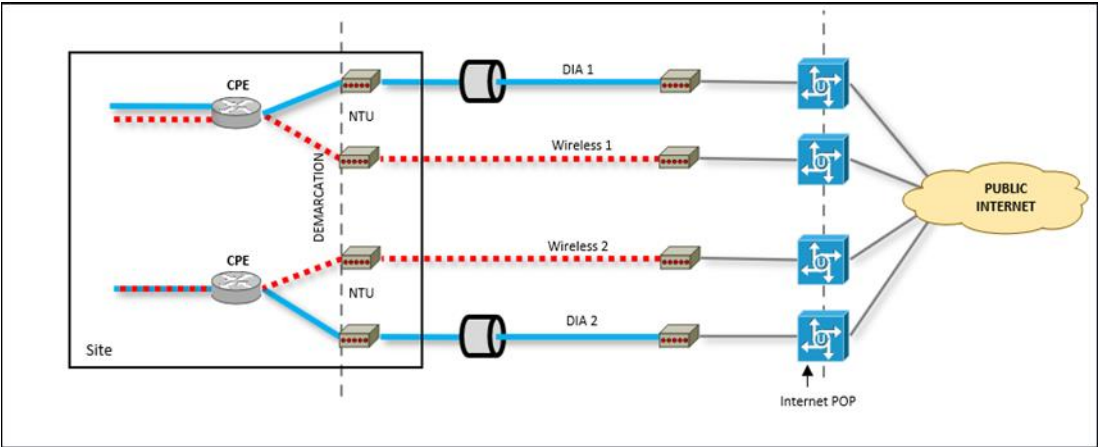 CPE
NTU
DIA 1
Wireless 1
DEMARCATION
PUBLIC
INTERNET
Wireless 2
CPE
NTU
DIA 2
Site
Internet POP
U
U
U
U